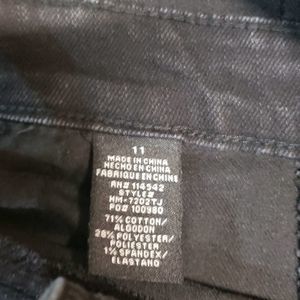 11
MADE IN CHINA
HECHO EN CHINA
FABRIQUE EN CHINE
RN# 114542
STYLE#
HM-7202TJ
PO# 100980
71% COTTON/
ALGODON
28% POLYESTER/
POLIESTER
1% SPANDEX/
ELASTANO